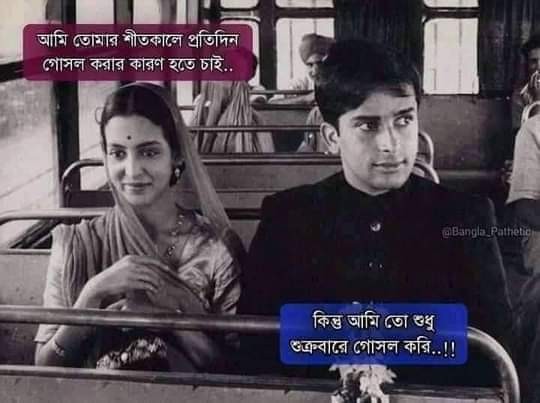 আমি তোমার শীতকালে প্রতিদিন
গোসল করার কারণ হতে চাই..
@Bangla_Pathetic
কিন্তু আমি তো শুধু
শুক্রবারে গোসল করি..!!